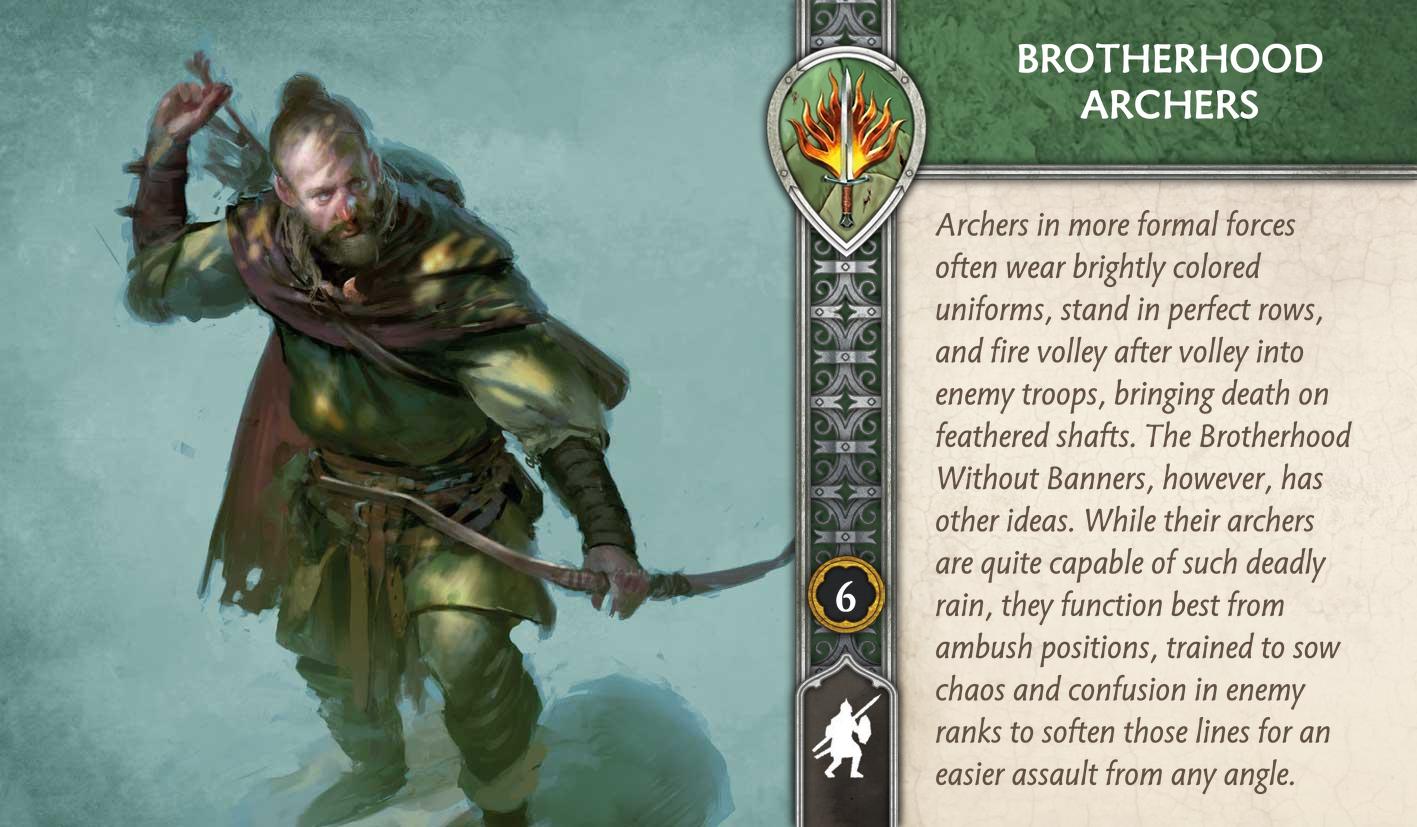 BROTHERHOOD
ARCHERS
Archers in more formal forces
often wear brightly colored
uniforms, stand in perfect rows,
and fire volley after volley into
enemy troops, bringing death on
feathered shafts. The Brotherhood
Without Banners, however, has
other ideas. While their archers
are quite capable of such deadly
rain, they function best from
ambush positions, trained to sow
chaos and confusion in enemy
ranks to soften those lines for an
easier assault from any angle.
6